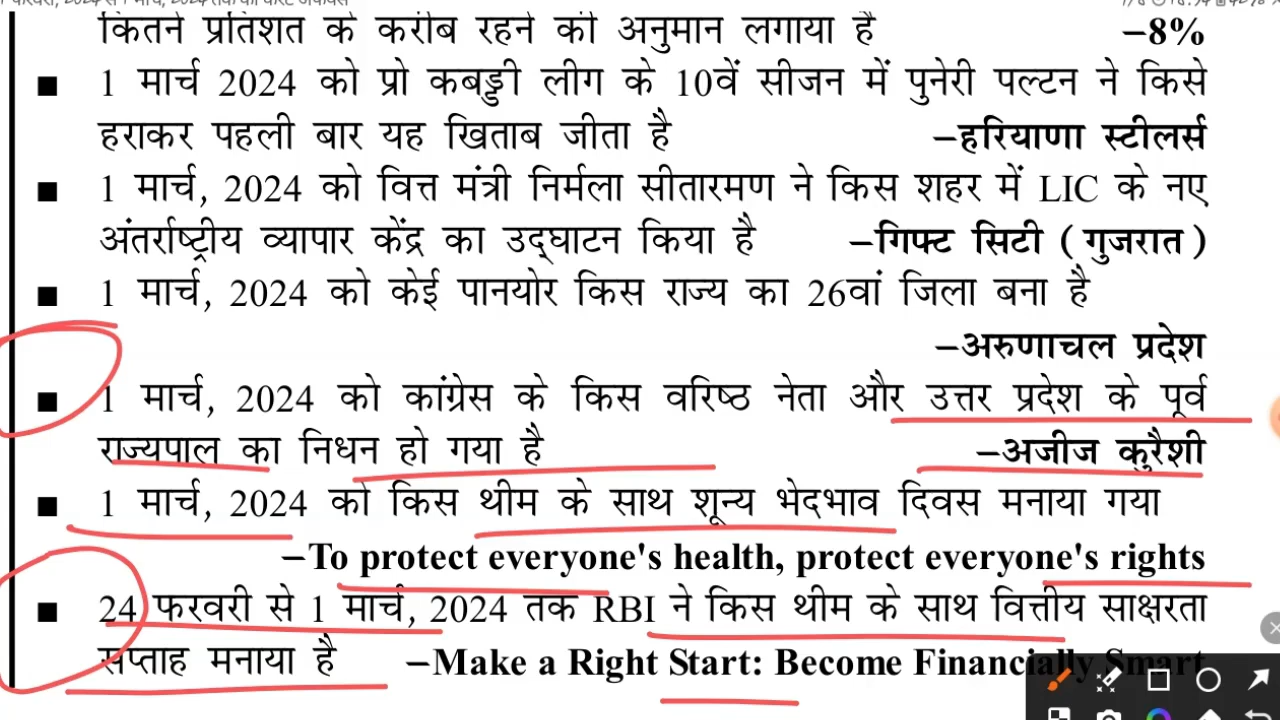 कितने प्रतिशत के करीब रहने का अनुमान लगाया है –8%
■ 1 मार्च 2024 को प्रो कबड्डी लीग के 10वें सीजन में पुनेरी पल्टन ने किसे
हराकर पहली बार यह खिताब जीता है –हरियाणा स्टीलर्स
■ 1 मार्च, 2024 को वित्त मंत्री निर्मला सीतारमण ने किस शहर में LIC के नए
अंतर्राष्ट्रीय व्यापार केंद्र का उद्घाटन किया है –गिफ्ट सिटी (गुजरात)
■ 1 मार्च, 2024 को केई पानयोर किस राज्य का 26वां जिला बना है
–अरुणाचल प्रदेश
■ 1 मार्च, 2024 को कांग्रेस के किस वरिष्ठ नेता और उत्तर प्रदेश के पूर्व
राज्यपाल का निधन हो गया है –अजीज कुरैशी
■ 1 मार्च, 2024 को किस थीम के साथ शून्य भेदभाव दिवस मनाया गया
–To protect everyone's health, protect everyone's rights
■ 24 फरवरी से 1 मार्च, 2024 तक RBI ने किस थीम के साथ वित्तीय साक्षरता
सप्ताह मनाया है –Make a Right Start: Become Financially Smart